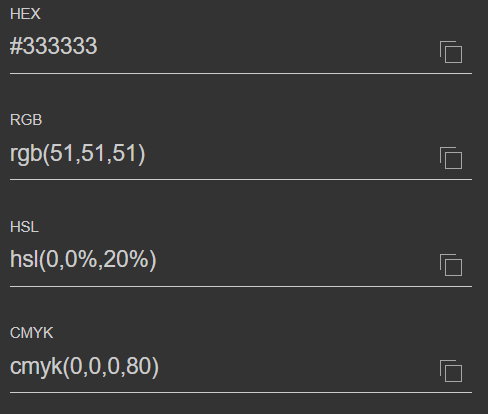 HEX
#333333
RGB
rgb(51,51,51)
HSL
hsl(0,0%,20%)
CMYK
cmyk(0,0,0,80)